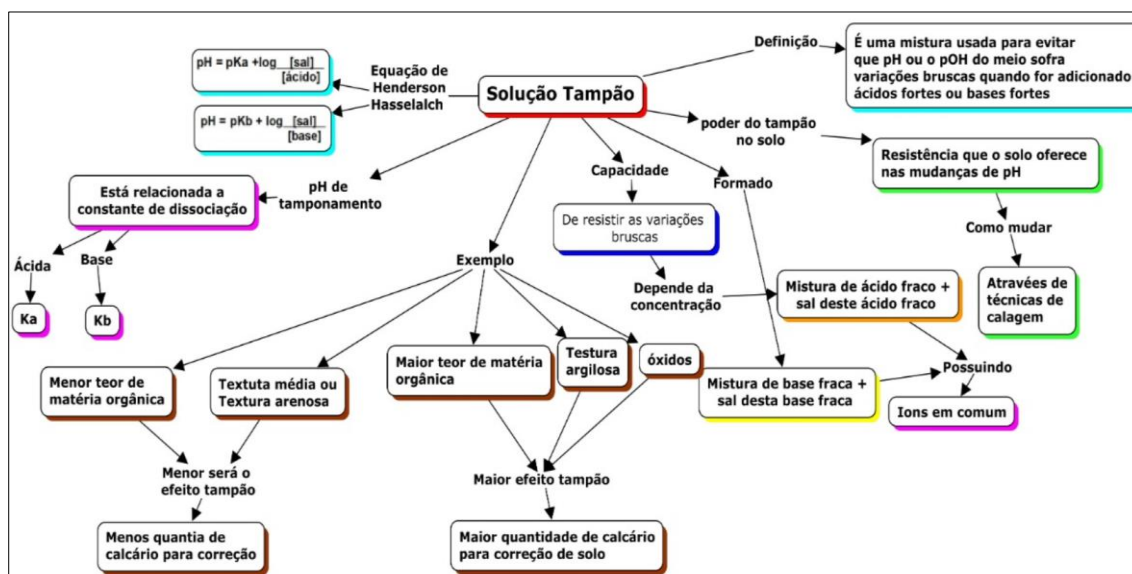 Solução Tampão
Definição
É uma mistura usada para evitar
que pH ou o pOH do meio sofra
variações bruscas quando for adicionado
ácidos fortes ou bases fortes
Equação de
Henderson
Hasselalch
pH = pKa +log [sal]
[ácido]
pH = pKb + log [sal]
[base]
poder do tampão
no solo
Resistência que o solo oferece
nas mudanças de pH
Como mudar
Atravées de
técnicas de
calagem
Capacidade
De resistir as variações
bruscas
Depende da
concentração
Formado
Mistura de ácido fraco +
sal deste ácido fraco
Mistura de base fraca +
sal desta base fraca
Possuindo
Ions em comum
pH de
tamponamento
Está relacionada a
constante de dissociação
Ácida
Base
Ka
Kb
Exemplo
Menor teor de
matéria orgânica
Textuta média ou
Textura arenosa
Maior teor de matéria
orgânica
Testura
argilosa
óxidos
Menor será o
efeito tampão
Menos quantia de
calcário para correção
Maior efeito tampão
Maior quantidade de calcário
para correção de solo